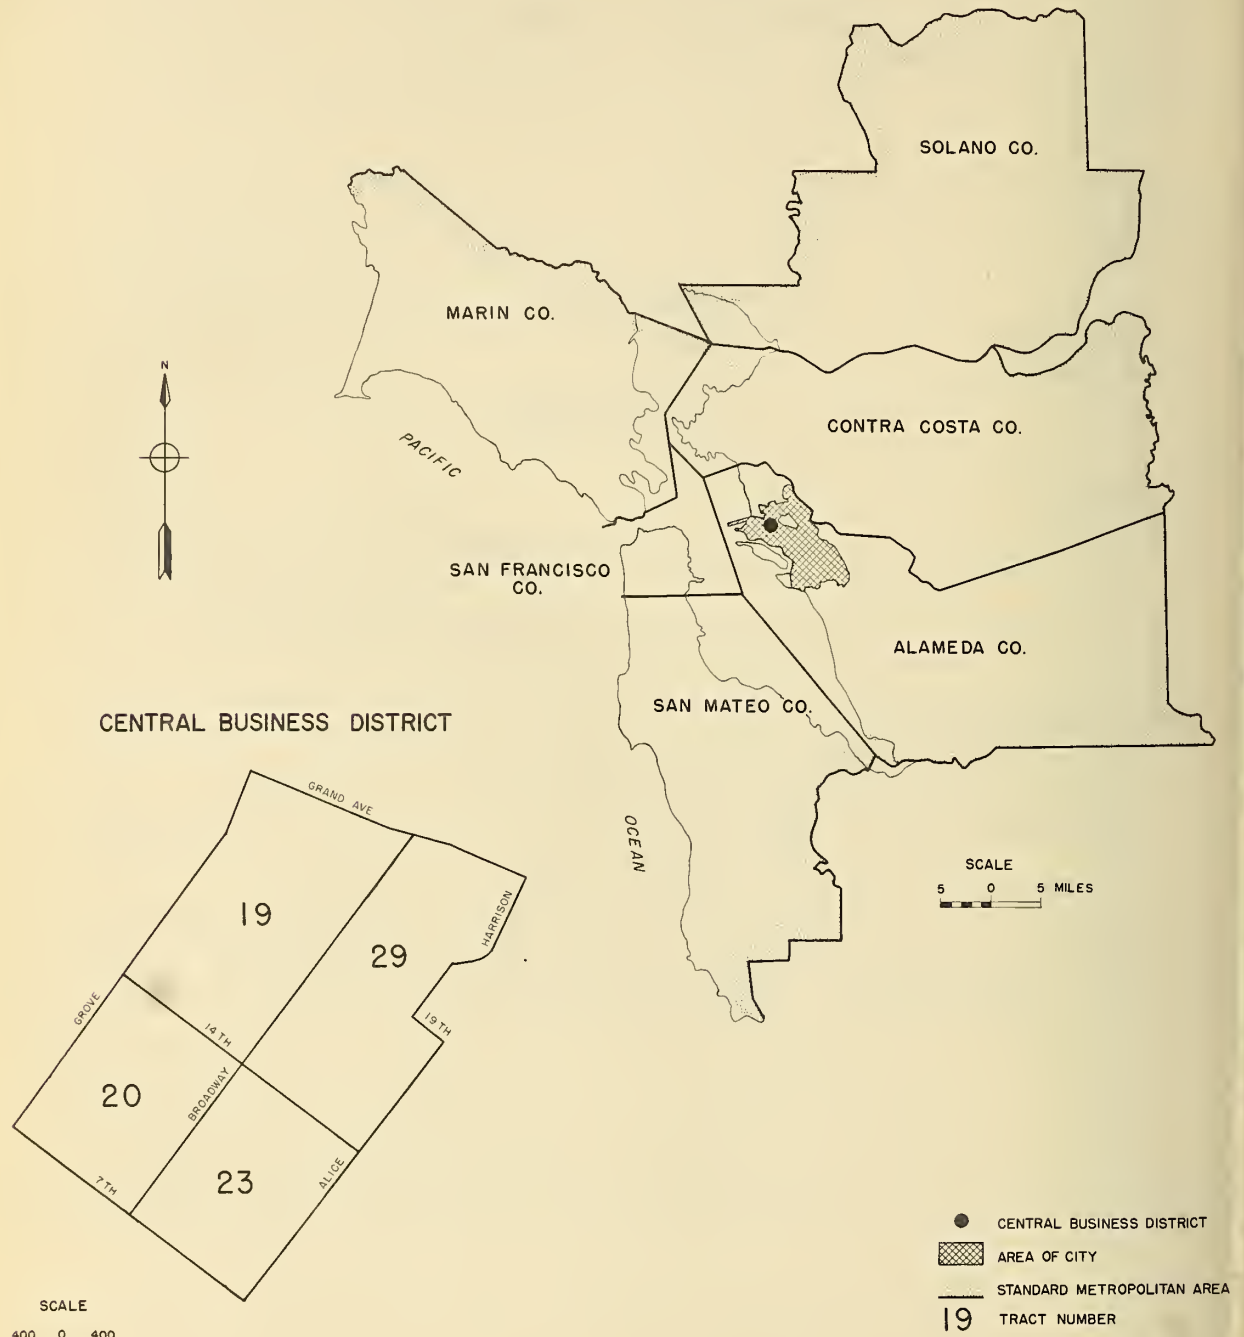 SOLANO CO.
MARIN CO.
N
CONTRA COSTA CO.
PACIFIC
SAN FRANCISCO
CO.
ALAMEDA CO.
SAN MATEO CO.
OCEAN
SCALE
5 0 5 MILES
CENTRAL BUSINESS DISTRICT
GRAND AVE
19
29
HARRISON
GROVE
14TH
19TH
BROADWAY
20
23
ALICE
7TH
SCALE
400 0 400
CENTRAL BUSINESS DISTRICT
AREA OF CITY
STANDARD METROPOLITAN AREA
19 TRACT NUMBER